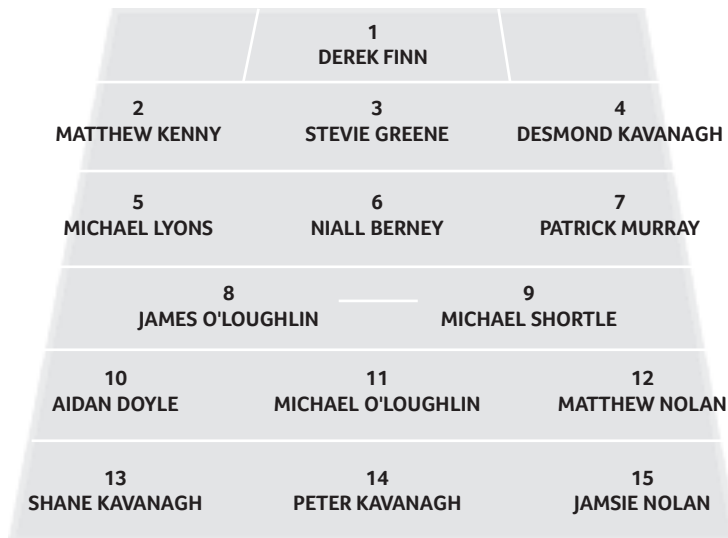 1
DEREK FINN
2
MATTHEW KENNY
3
STEVIE GREENE
4
DESMOND KAVANAGH
5
MICHAEL LYONS
6
NIALL BERNEY
7
PATRICK MURRAY
8
JAMES O'LOUGHLIN
9
MICHAEL SHORTLE
10
AIDAN DOYLE
11
MICHAEL O'LOUGHLIN
12
MATTHEW NOLAN
13
SHANE KAVANAGH
14
PETER KAVANAGH
15
JAMSIE NOLAN